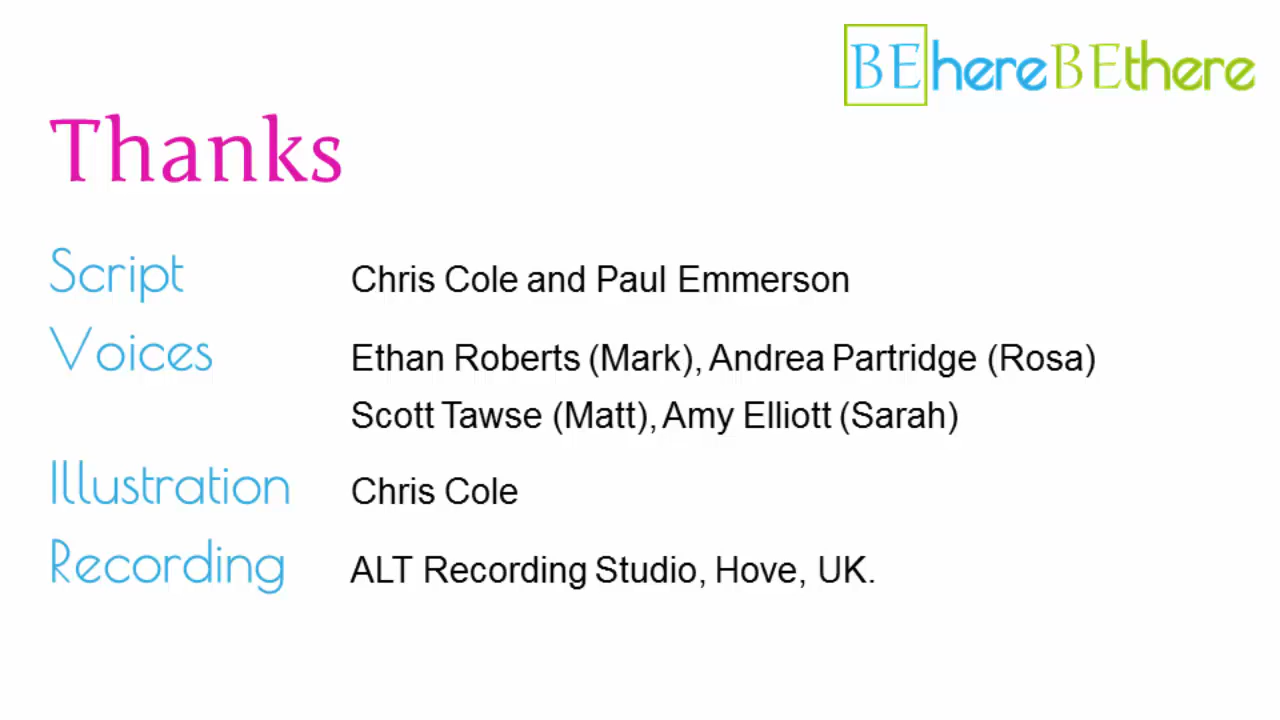 BEhereBEthere
Thanks
Script Chris Cole and Paul Emmerson
Voices Ethan Roberts (Mark), Andrea Partridge (Rosa)
Scott Tawse (Matt), Amy Elliott (Sarah)
Illustration Chris Cole
Recording ALT Recording Studio, Hove, UK.